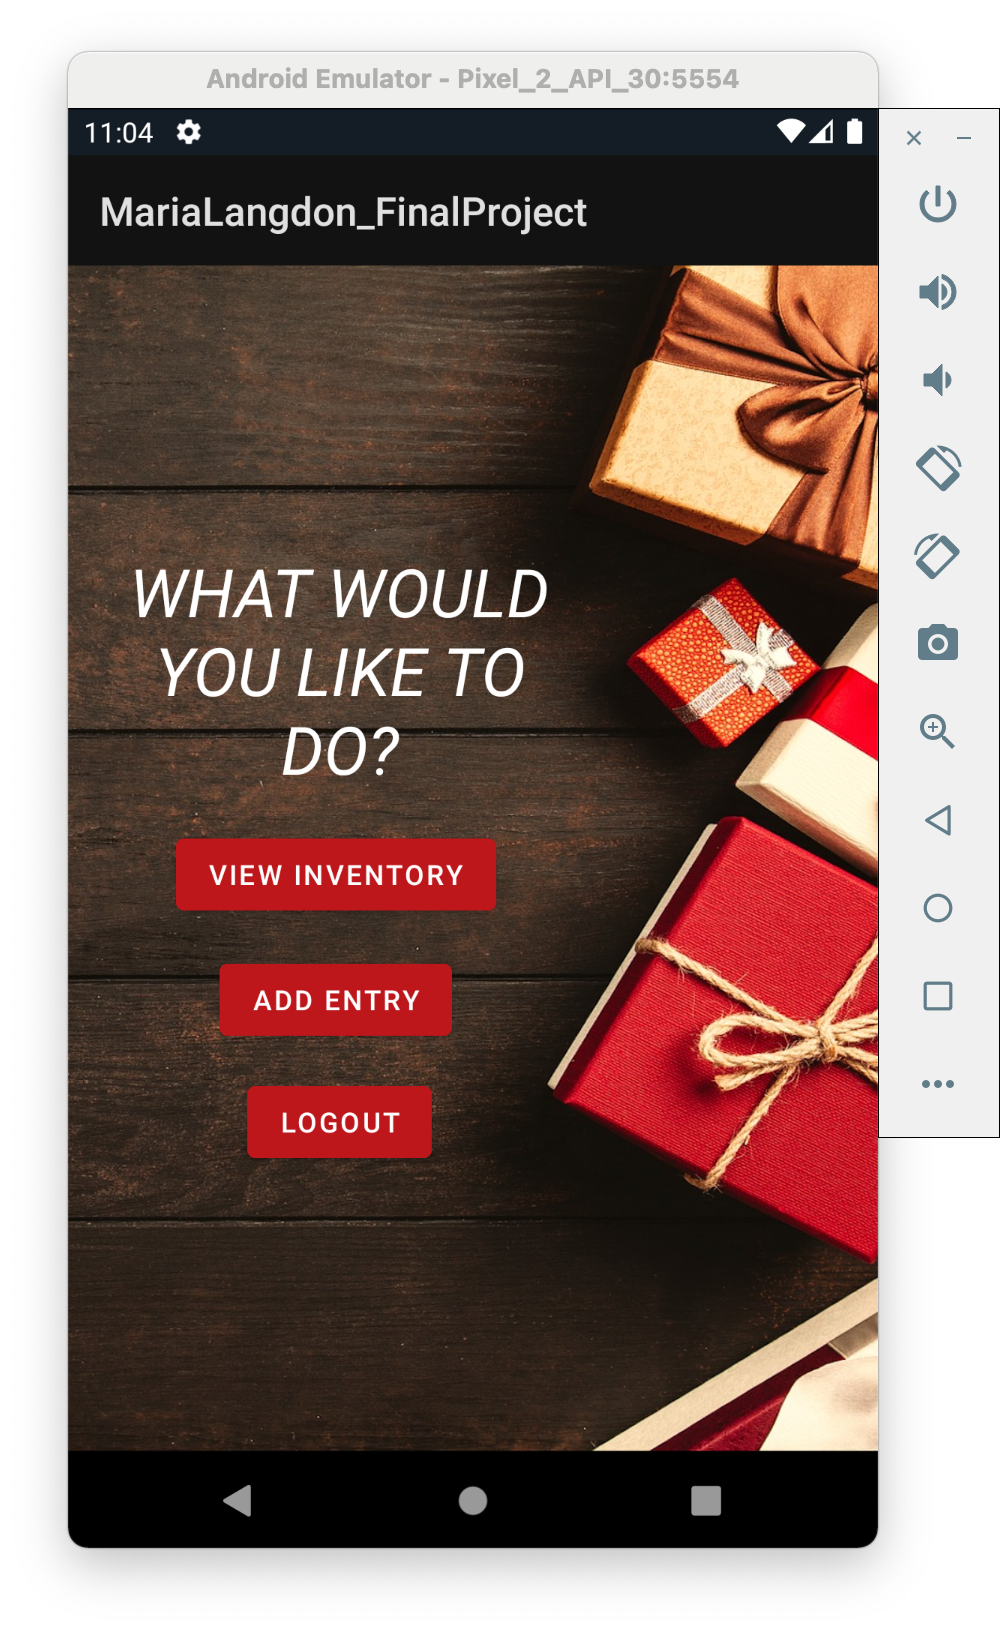 Android Emulator - Pixel_2_API_30:5554
11:04
MariaLangdon_FinalProject
WHAT WOULD
YOU LIKE TO
DO?
VIEW INVENTORY
ADD ENTRY
LOGOUT